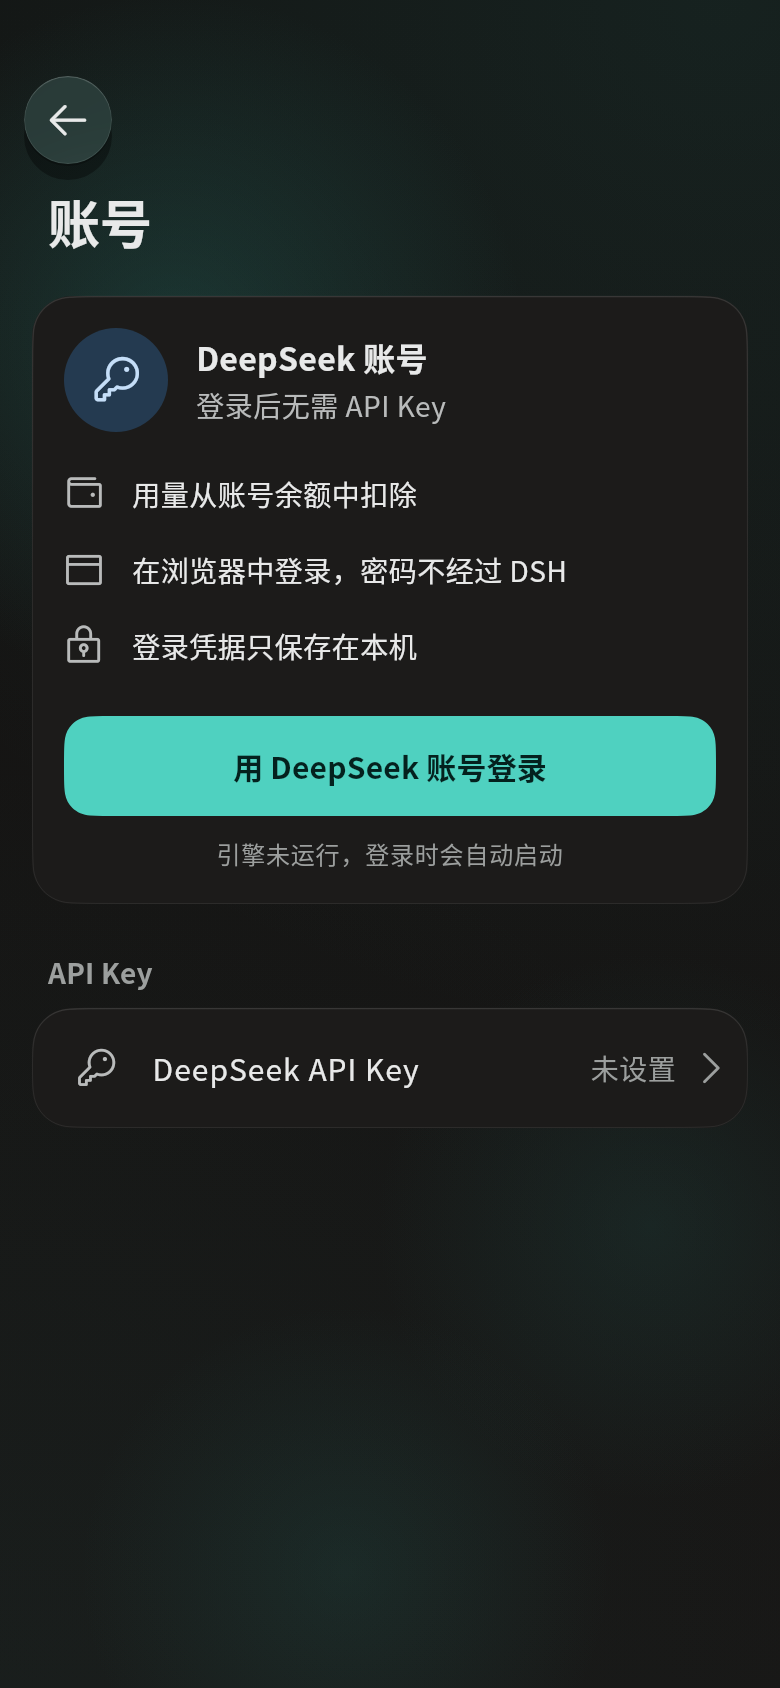 账号
DeepSeek 账号
登录后无需 API Key
用量从账号余额中扣除
在浏览器中登录，密码不经过 DSH
登录凭据只保存在本机
用 DeepSeek 账号登录
引擎未运行，登录时会自动启动
API Key
DeepSeek API Key 未设置